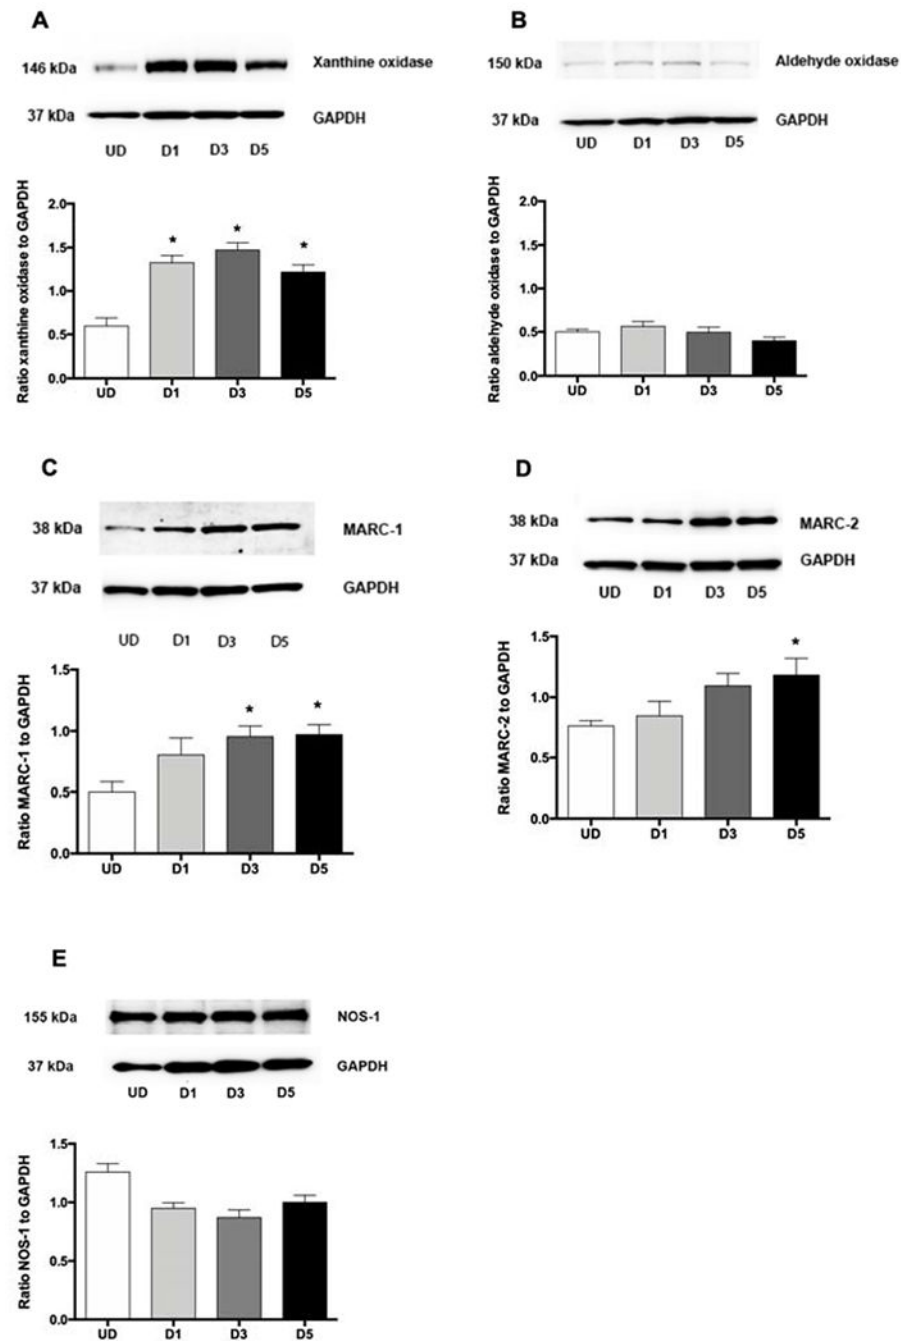 A
146 kDa
Xanthine oxidase
37 kDa
GAPDH
UD D1 D3 D5
Ratio xanthine oxidase to GAPDH
2.0
1.5
1.0
0.5
0.0
* * *
UD D1 D3 D5
B
150 kDa
Aldehyde oxidase
37 kDa
GAPDH
UD D1 D3 D5
Ratio aldehyde oxidase to GAPDH
2.0
1.5
1.0
0.5
0.0
UD D1 D3 D5
C
38 kDa
MARC-1
37 kDa
GAPDH
UD D1 D3 D5
Ratio MARC-1 to GAPDH
1.5
1.0
0.5
0.0
* *
UD D1 D3 D5
D
38 kDa
MARC-2
37 kDa
GAPDH
UD D1 D3 D5
Ratio MARC-2 to GAPDH
1.5
1.0
0.5
0.0
*
UD D1 D3 D5
E
155 kDa
NOS-1
37 kDa
GAPDH
UD D1 D3 D5
Ratio NOS-1 to GAPDH
1.5
1.0
0.5
0.0
UD D1 D3 D5